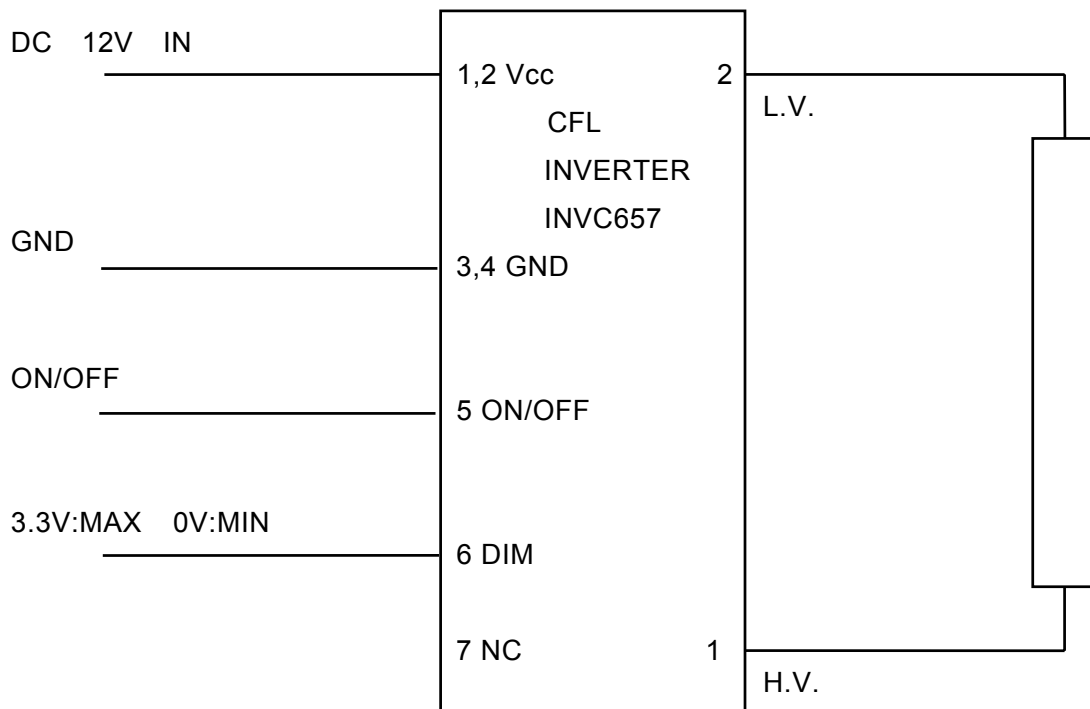 DC 12V IN
1,2 Vcc
2
L.V.
CFL
INVERTER
INVC657
GND
3,4 GND
ON/OFF
5 ON/OFF
3.3V:MAX 0V:MIN
6 DIM
7 NC
1
H.V.